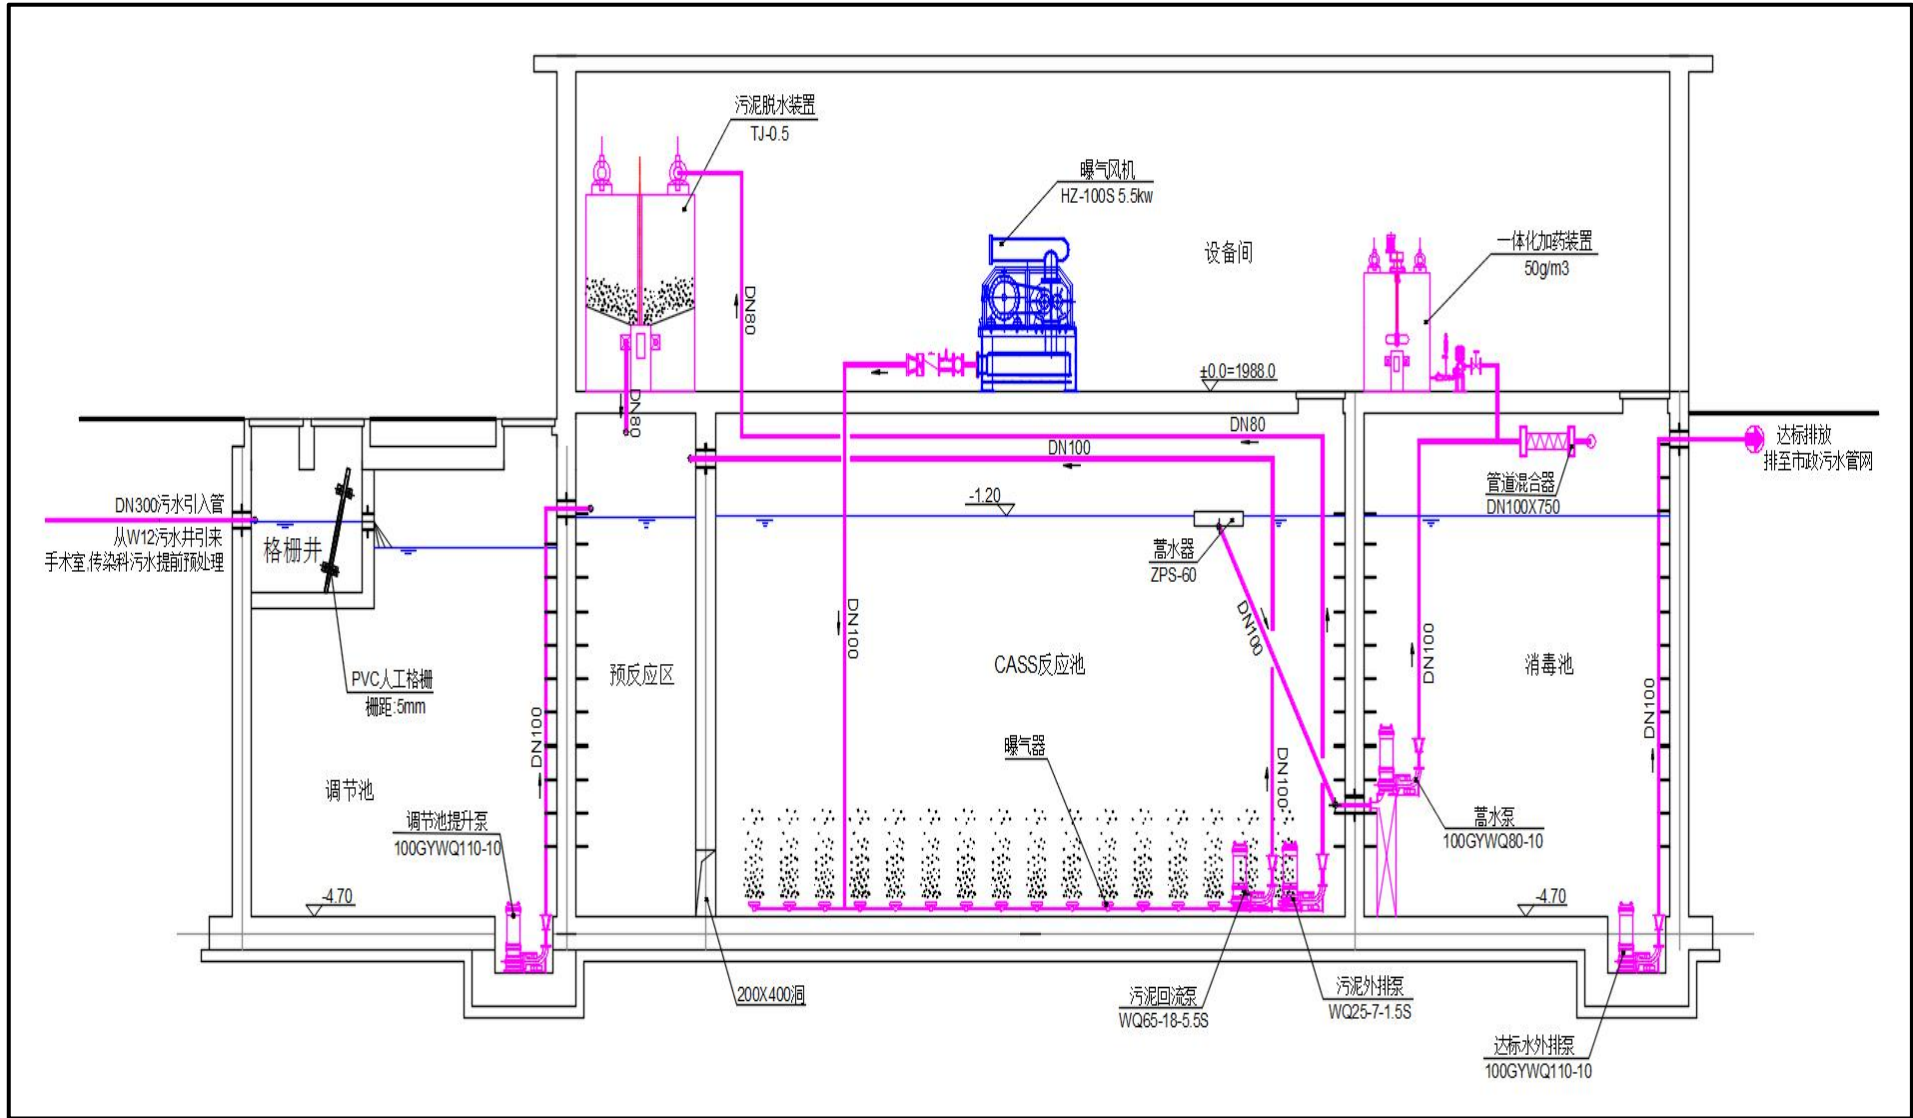 污泥脱水装置
TJ-0.5
曝气风机
HZ-100S 5.5kw
设备间
一体化加药装置
50g/m3
DN80
±0.0=1988.0
DN80
DN80
DN100
达标排放
排至市政污水管网
管道混合器
DN100X750
DN300污水引入管
从W12污水井引来
手术室,传染科污水提前预处理
格栅井
-1.20
蒿水器
ZPS-60
DN100
DN100
DN100
PVC人工格栅
栅距:5mm
预反应区
CASS反应池
消毒池
DN100
DN100
曝气器
DN100
调节池
调节池提升泵
100GYWQ110-10
蒿水泵
100GYWQ80-10
-4.70
-4.70
200X400洞
污泥回流泵
WQ65-18-5.5S
污泥外排泵
WQ25-7-1.5S
达标水外排泵
100GYWQ110-10